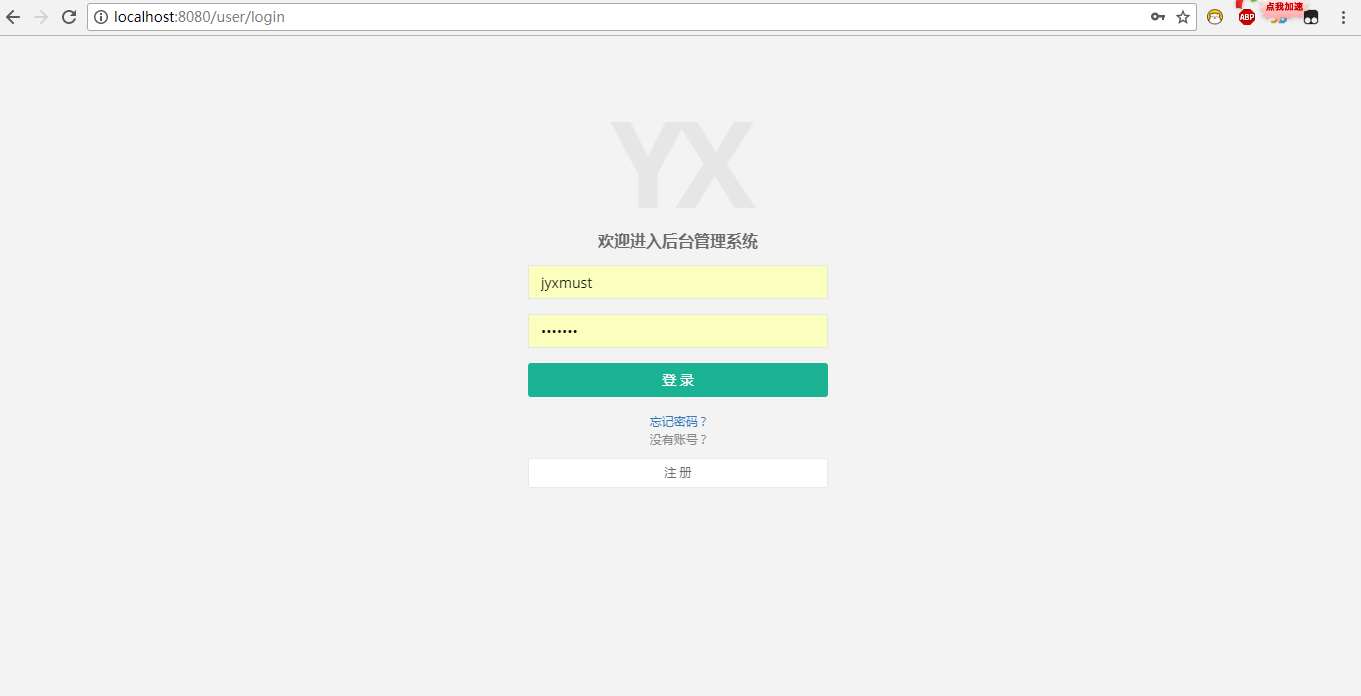 localhost:8080/user/login
ABP
点我加速
YX
欢迎进入后台管理系统
jyxmust
•••••••
登 录
忘记密码？
没有账号？
注 册